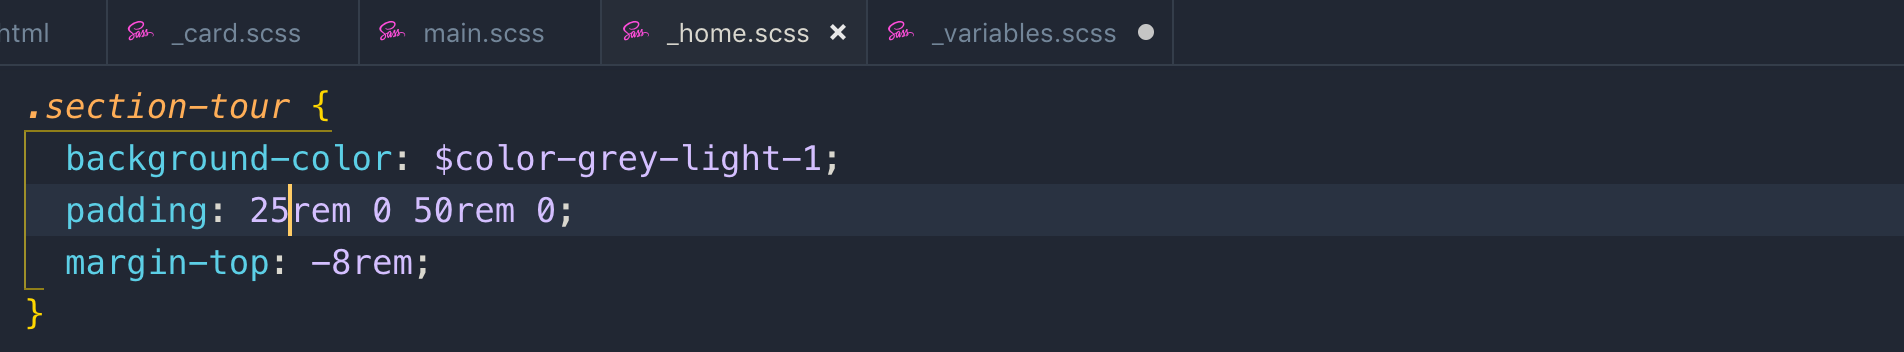 html _card.scss main.scss _home.scss × _variables.scss
.section-tour {
background-color: $color-grey-light-1;
padding: 25rem 0 50rem 0;
margin-top: -8rem;
}